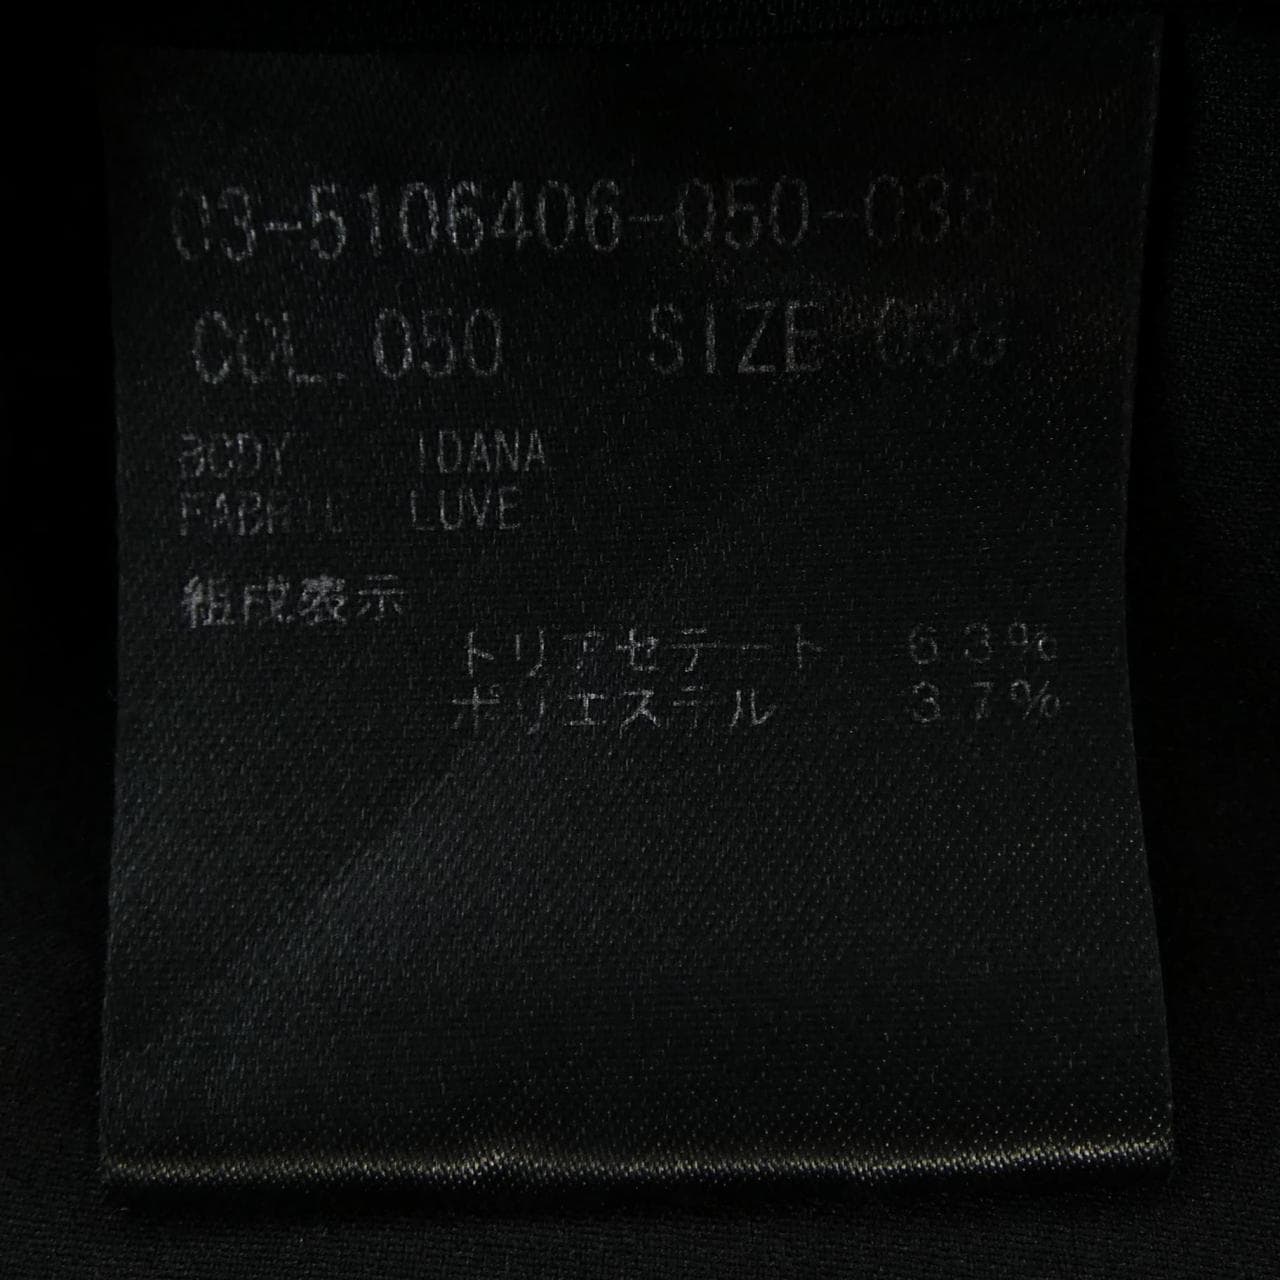 03-5106406-050-038
COL. 050 SIZE 038
BODY IDANA
FABRIC LUVE
組成表示
トリアセテート 63%
ポリエステル 37%